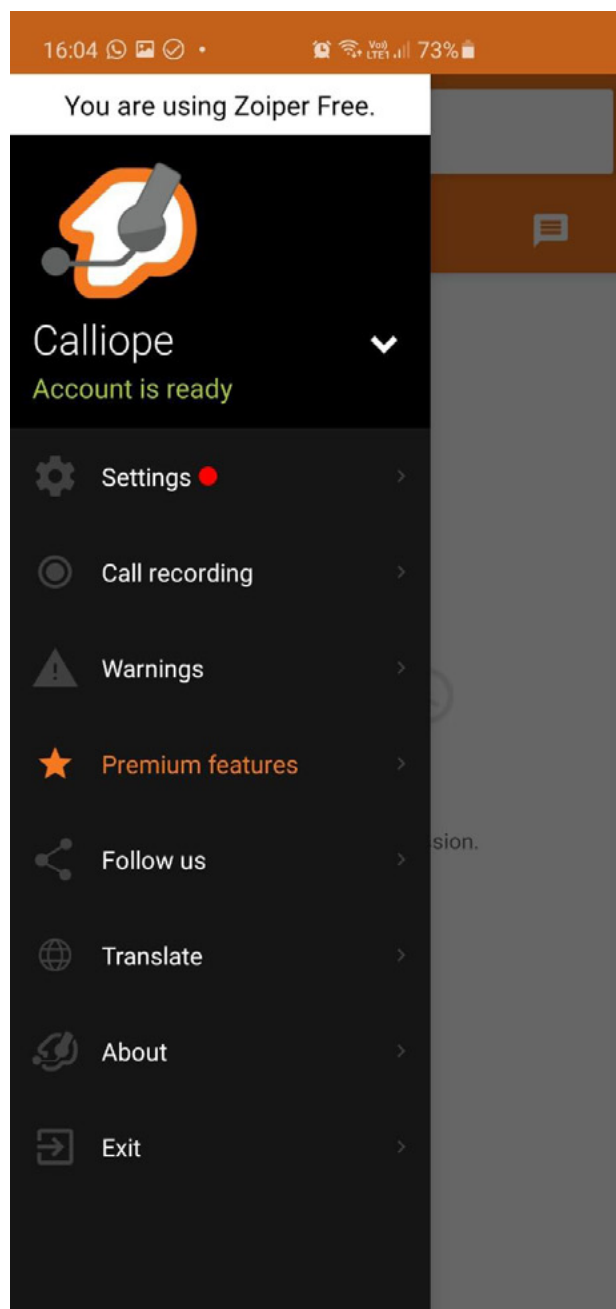 16:04 73%
You are using Zoiper Free.
Calliope
Account is ready
Settings
Call recording
Warnings
Premium features
sion.
Follow us
Translate
About
Exit